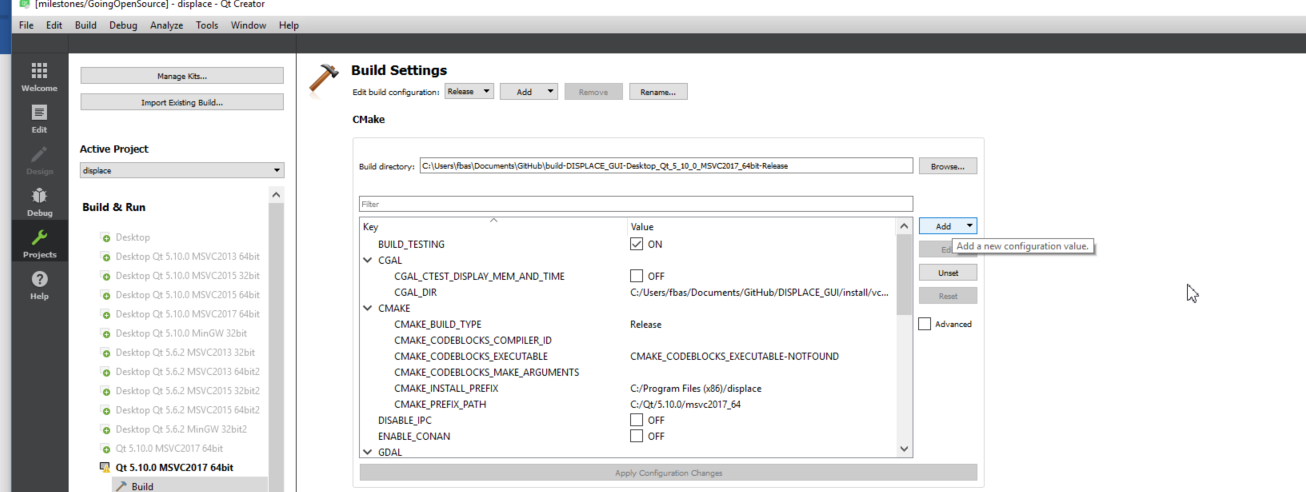 [milestones/GoingOpenSource] - displace - Qt Creator
File Edit Build Debug Analyze Tools Window Help
Welcome
Edit
Design
Debug
Projects
Help
Manage Kits...
Import Existing Build...
Active Project
displace
Build & Run
Desktop
Desktop Qt 5.10.0 MSVC2013 64bit
Desktop Qt 5.10.0 MSVC2015 32bit
Desktop Qt 5.10.0 MSVC2015 64bit
Desktop Qt 5.10.0 MSVC2017 64bit
Desktop Qt 5.10.0 MinGW 32bit
Desktop Qt 5.6.2 MSVC2013 32bit
Desktop Qt 5.6.2 MSVC2013 64bit2
Desktop Qt 5.6.2 MSVC2015 32bit2
Desktop Qt 5.6.2 MSVC2015 64bit2
Desktop Qt 5.6.2 MinGW 32bit2
Qt 5.10.0 MSVC2017 64bit
Qt 5.10.0 MSVC2017 64bit
Build
Build Settings
Edit build configuration: Release Add Remove Rename...
CMake
Build directory: C:\Users\fbas\Documents\GitHub\build-DISPLACE_GUI-Desktop_Qt_5_10_0_MSVC2017_64bit-Release Browse...
Filter
Key Value
BUILD_TESTING ON
CGAL
CGAL_CTEST_DISPLAY_MEM_AND_TIME OFF
CGAL_DIR C:/Users/fbas/Documents/GitHub/DISPLACE_GUI/install/vc...
CMAKE
CMAKE_BUILD_TYPE Release
CMAKE_CODEBLOCKS_COMPILER_ID
CMAKE_CODEBLOCKS_EXECUTABLE CMAKE_CODEBLOCKS_EXECUTABLE-NOTFOUND
CMAKE_CODEBLOCKS_MAKE_ARGUMENTS
CMAKE_INSTALL_PREFIX C:/Program Files (x86)/displace
CMAKE_PREFIX_PATH C:/Qt/5.10.0/msvc2017_64
DISABLE_IPC OFF
ENABLE_CONAN OFF
GDAL
Add
Add a new configuration value.
Unset
Reset
Advanced
Apply Configuration Changes